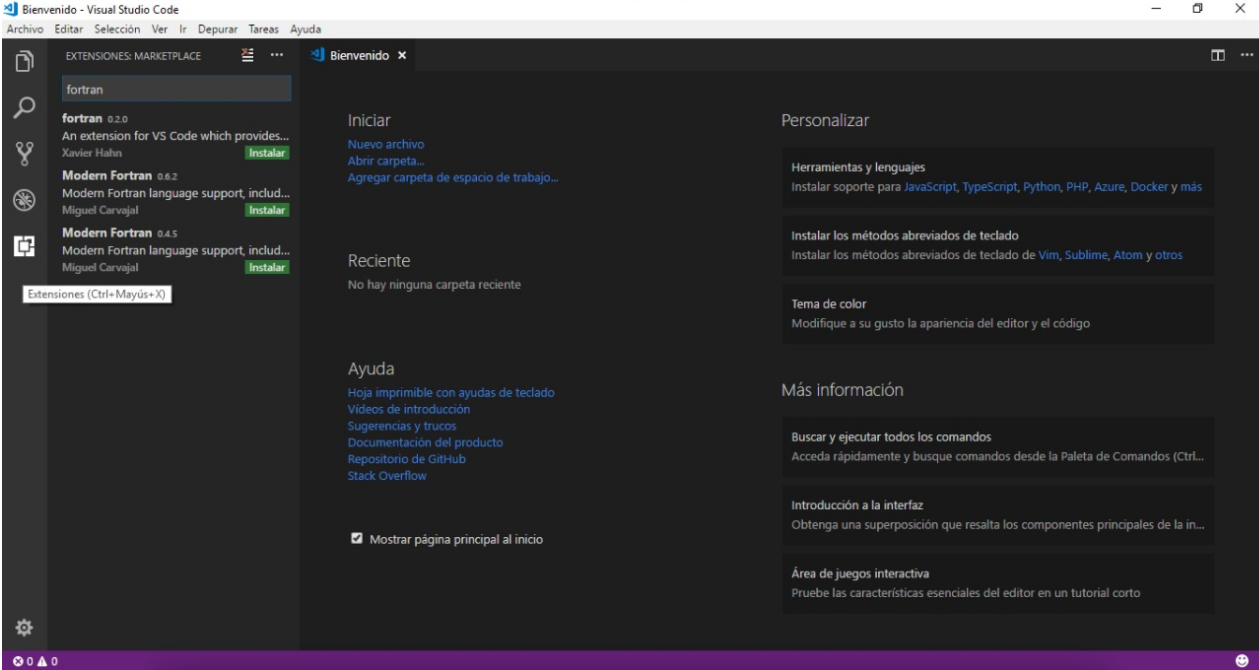 Bienvenido - Visual Studio Code
Archivo Editar Selección Ver Ir Depurar Tareas Ayuda
EXTENSIONES: MARKETPLACE
fortran
fortran 0.2.0
An extension for VS Code which provides...
Xavier Hahn Instalar
Modern Fortran 0.6.2
Modern Fortran language support, includ...
Miguel Carvajal Instalar
Modern Fortran 0.4.5
Modern Fortran language support, includ...
Miguel Carvajal Instalar
Extensiones (Ctrl+Mayús+X)
Bienvenido
Iniciar
Nuevo archivo
Abrir carpeta...
Agregar carpeta de espacio de trabajo...
Reciente
No hay ninguna carpeta reciente
Ayuda
Hoja imprimible con ayudas de teclado
Vídeos de introducción
Sugerencias y trucos
Documentación del producto
Repositorio de GitHub
Stack Overflow
Mostrar página principal al inicio
Personalizar
Herramientas y lenguajes
Instalar soporte para JavaScript, TypeScript, Python, PHP, Azure, Docker y más
Instalar los métodos abreviados de teclado
Instalar los métodos abreviados de teclado de Vim, Sublime, Atom y otros
Tema de color
Modifique a su gusto la apariencia del editor y el código
Más información
Buscar y ejecutar todos los comandos
Acceda rápidamente y busque comandos desde la Paleta de Comandos (Ctrl...
Introducción a la interfaz
Obtenga una superposición que resalta los componentes principales de la in...
Área de juegos interactiva
Pruebe las características esenciales del editor en un tutorial corto
0 0